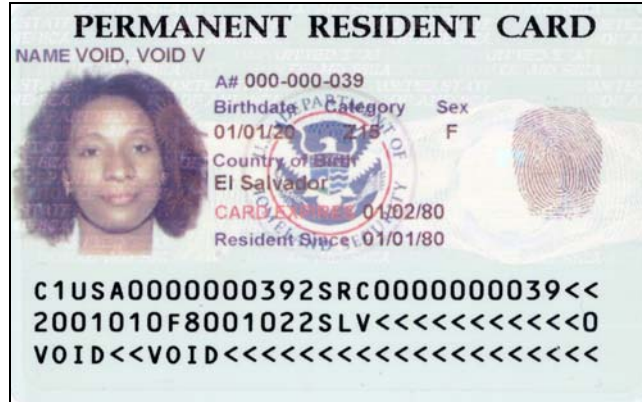 PERMANENT RESIDENT CARD
NAME VOID, VOID V
A# 000-000-039
Birthdate Category Sex
01/01/20 Z15 F
Country of Birth
El Salvador
CARD EXPIRES 01/02/80
Resident Since 01/01/80
C1USA0000000392SRC0000000039<<
2001010F8001022SLV<<<<<<<<<<<0
VOID<<VOID<<<<<<<<<<<<<<<<<<<<